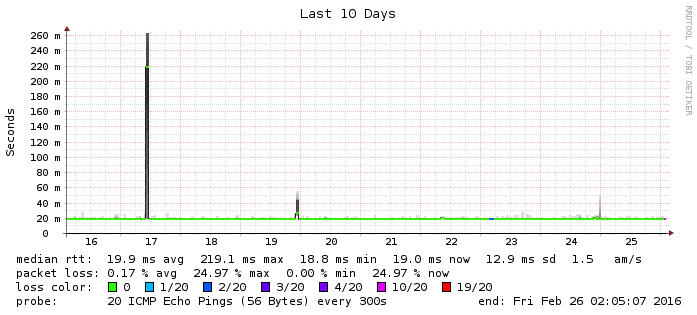 Last 10 Days
RRDTOOL / TOBI OETIKER
Seconds
260 m
240 m
220 m
200 m
180 m
160 m
140 m
120 m
100 m
80 m
60 m
40 m
20 m
0
16 17 18 19 20 21 22 23 24 25
median rtt: 19.9 ms avg 219.1 ms max 18.8 ms min 19.0 ms now 12.9 ms sd 1.5 am/s
packet loss: 0.17 % avg 24.97 % max 0.00 % min 24.97 % now
loss color: 0 1/20 2/20 3/20 4/20 10/20 19/20
probe: 20 ICMP Echo Pings (56 Bytes) every 300s end: Fri Feb 26 02:05:07 2016